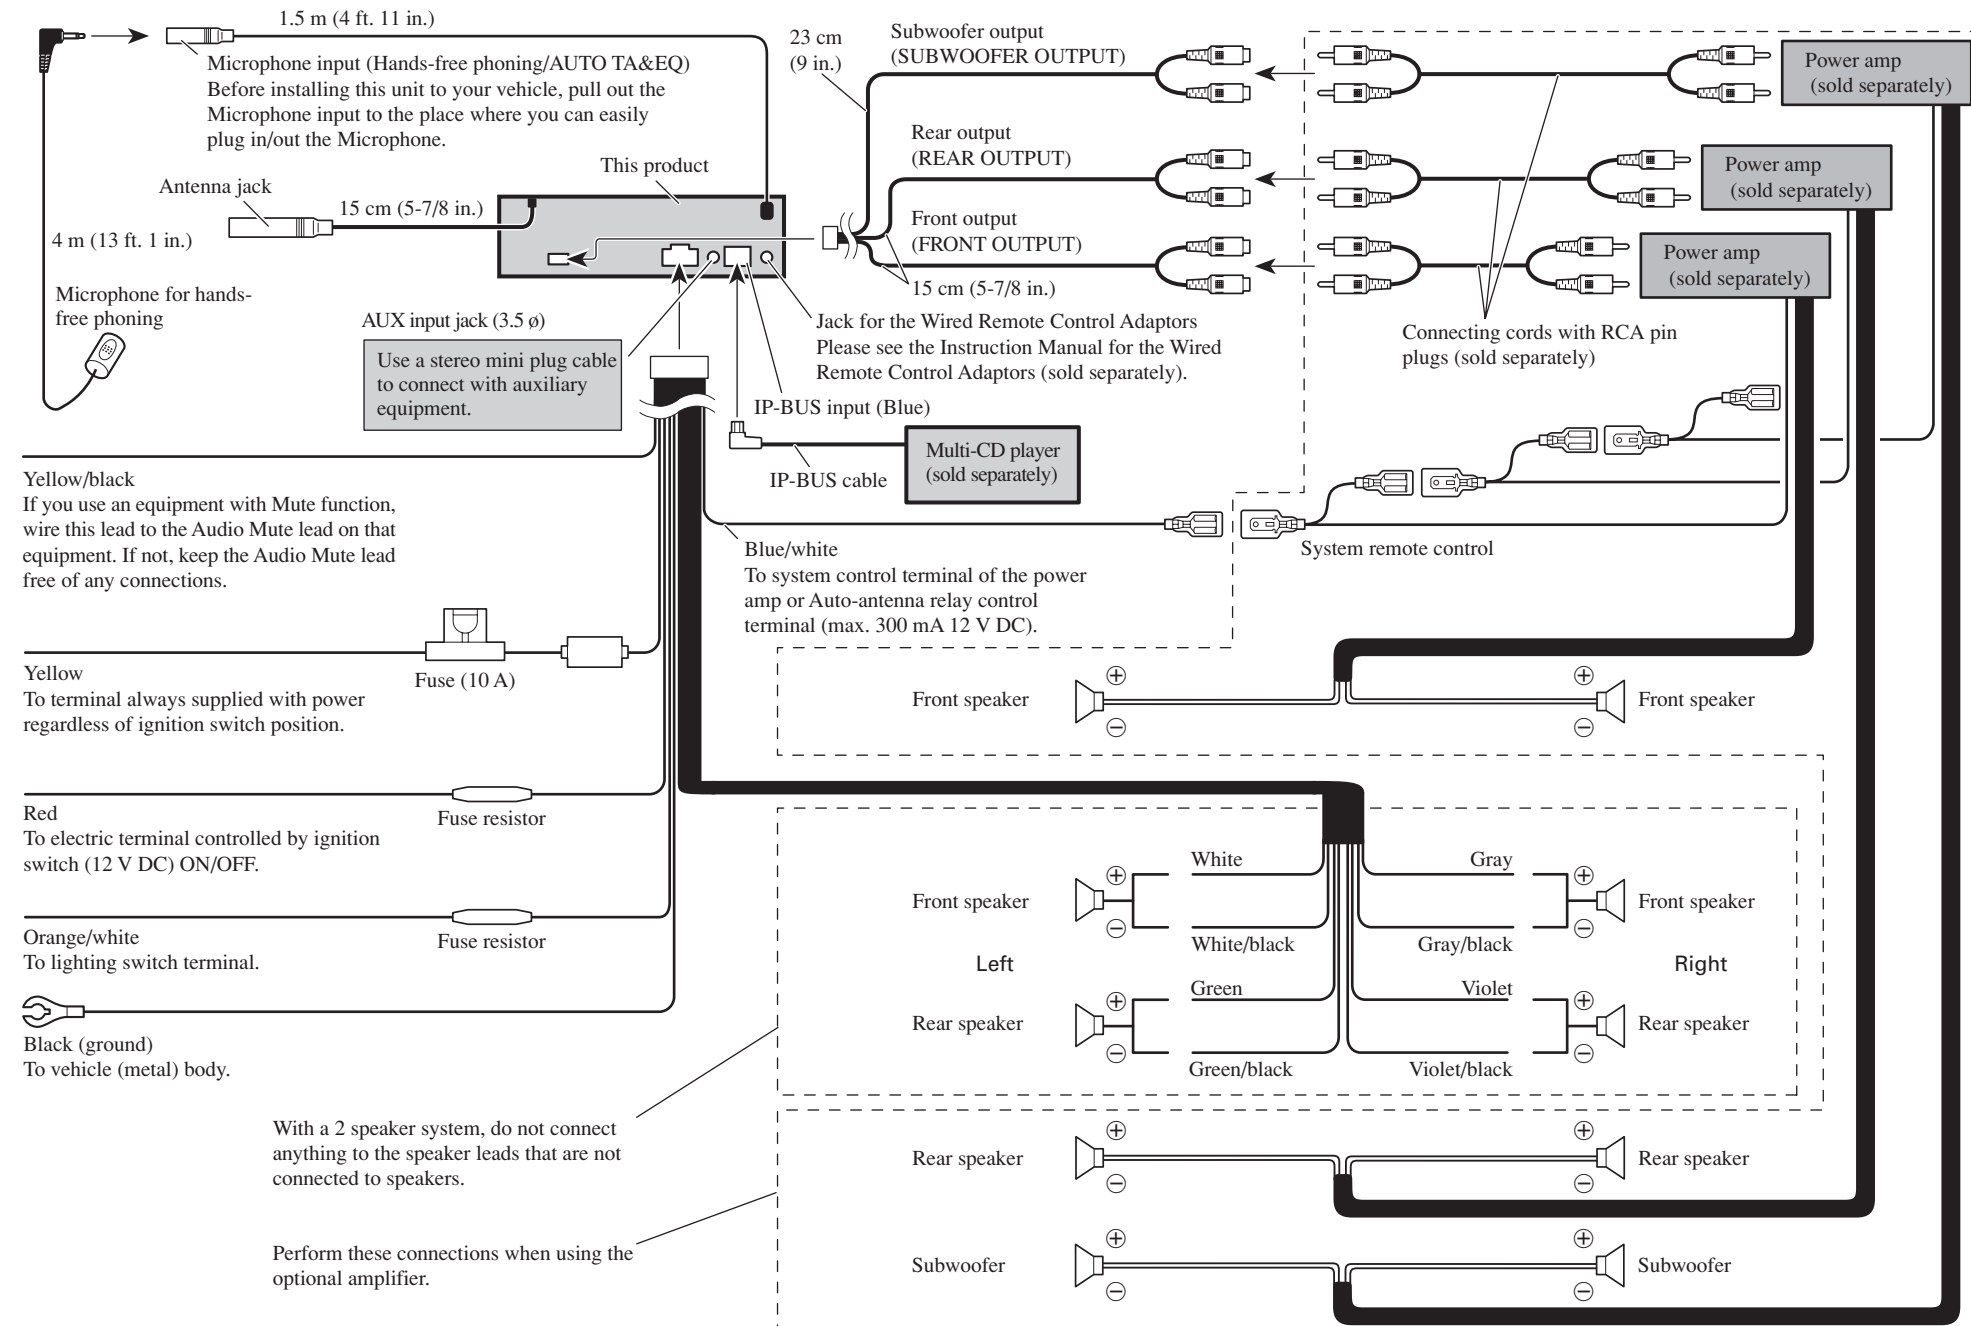 1.5 m (4 ft. 11 in.)
Microphone input (Hands-free phoning/AUTO TA&EQ)
Before installing this unit to your vehicle, pull out the
Microphone input to the place where you can easily
plug in/out the Microphone.
This product
Antenna jack
15 cm (5-7/8 in.)
4 m (13 ft. 1 in.)
Microphone for hands-
free phoning
23 cm
(9 in.)
Subwoofer output
(SUBWOOFER OUTPUT)
Rear output
(REAR OUTPUT)
Front output
(FRONT OUTPUT)
15 cm (5-7/8 in.)
Power amp
(sold separately)
Power amp
(sold separately)
Power amp
(sold separately)
Connecting cords with RCA pin
plugs (sold separately)
AUX input jack (3.5 ø)
Use a stereo mini plug cable
to connect with auxiliary
equipment.
Jack for the Wired Remote Control Adaptors
Please see the Instruction Manual for the Wired
Remote Control Adaptors (sold separately).
IP-BUS input (Blue)
Multi-CD player
(sold separately)
IP-BUS cable
Yellow/black
If you use an equipment with Mute function,
wire this lead to the Audio Mute lead on that
equipment. If not, keep the Audio Mute lead
free of any connections.
Blue/white
To system control terminal of the power
amp or Auto-antenna relay control
terminal (max. 300 mA 12 V DC).
System remote control
Yellow
To terminal always supplied with power
regardless of ignition switch position.
Fuse (10 A)
Red
To electric terminal controlled by ignition
switch (12 V DC) ON/OFF.
Fuse resistor
Orange/white
To lighting switch terminal.
Fuse resistor
Black (ground)
To vehicle (metal) body.
Front speaker
+
−
+
−
Front speaker
White
Gray
Front speaker
+
−
+
−
Front speaker
White/black
Gray/black
Left
Right
Green
Violet
Rear speaker
+
−
+
−
Rear speaker
Green/black
Violet/black
With a 2 speaker system, do not connect
anything to the speaker leads that are not
connected to speakers.
Rear speaker
+
−
+
−
Rear speaker
Perform these connections when using the
optional amplifier.
Subwoofer
+
−
+
−
Subwoofer